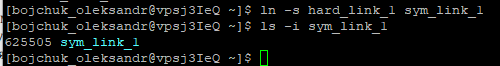 [bojchuk_oleksandr@vpsj3IeQ ~]$ ln -s hard_link_1 sym_link_1
[bojchuk_oleksandr@vpsj3IeQ ~]$ ls -i sym_link_1
625505 sym_link_1
[bojchuk_oleksandr@vpsj3IeQ ~]$